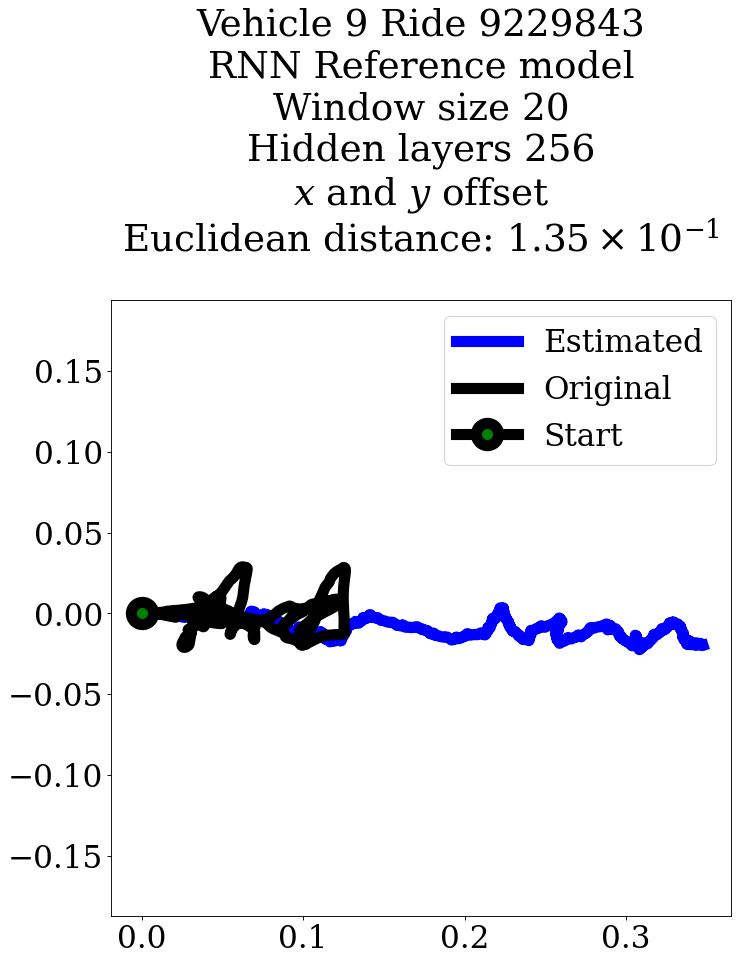 Vehicle 9 Ride 9229843
RNN Reference model
Window size 20
Hidden layers 256
x and y offset
Euclidean distance: 1.35 × 10⁻¹
Estimated
Original
Start
0.15
0.10
0.05
0.00
−0.05
−0.10
−0.15
0.0 0.1 0.2 0.3